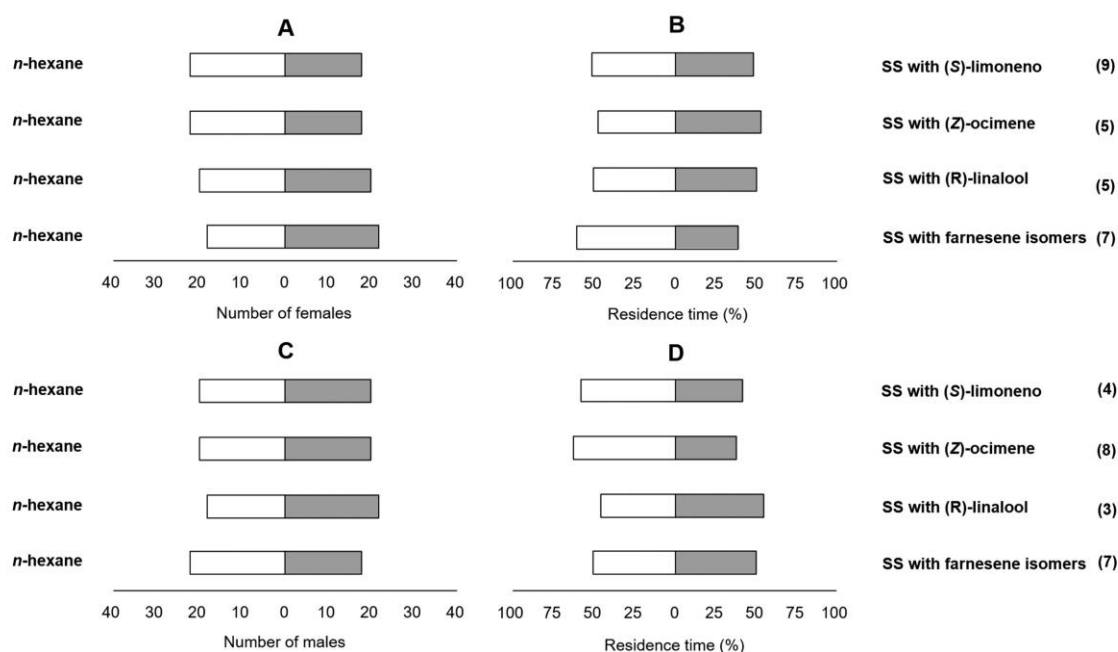 A B
n-hexane SS with (S)-limoneno (9)
n-hexane SS with (Z)-ocimene (5)
n-hexane SS with (R)-linalool (5)
n-hexane SS with farnesene isomers (7)
40 30 20 10 0 10 20 30 40 100 75 50 25 0 25 50 75 100
Number of females Residence time (%)
C D
n-hexane SS with (S)-limoneno (4)
n-hexane SS with (Z)-ocimene (8)
n-hexane SS with (R)-linalool (3)
n-hexane SS with farnesene isomers (7)
40 30 20 10 0 10 20 30 40 100 75 50 25 0 25 50 75 100
Number of males Residence time (%)